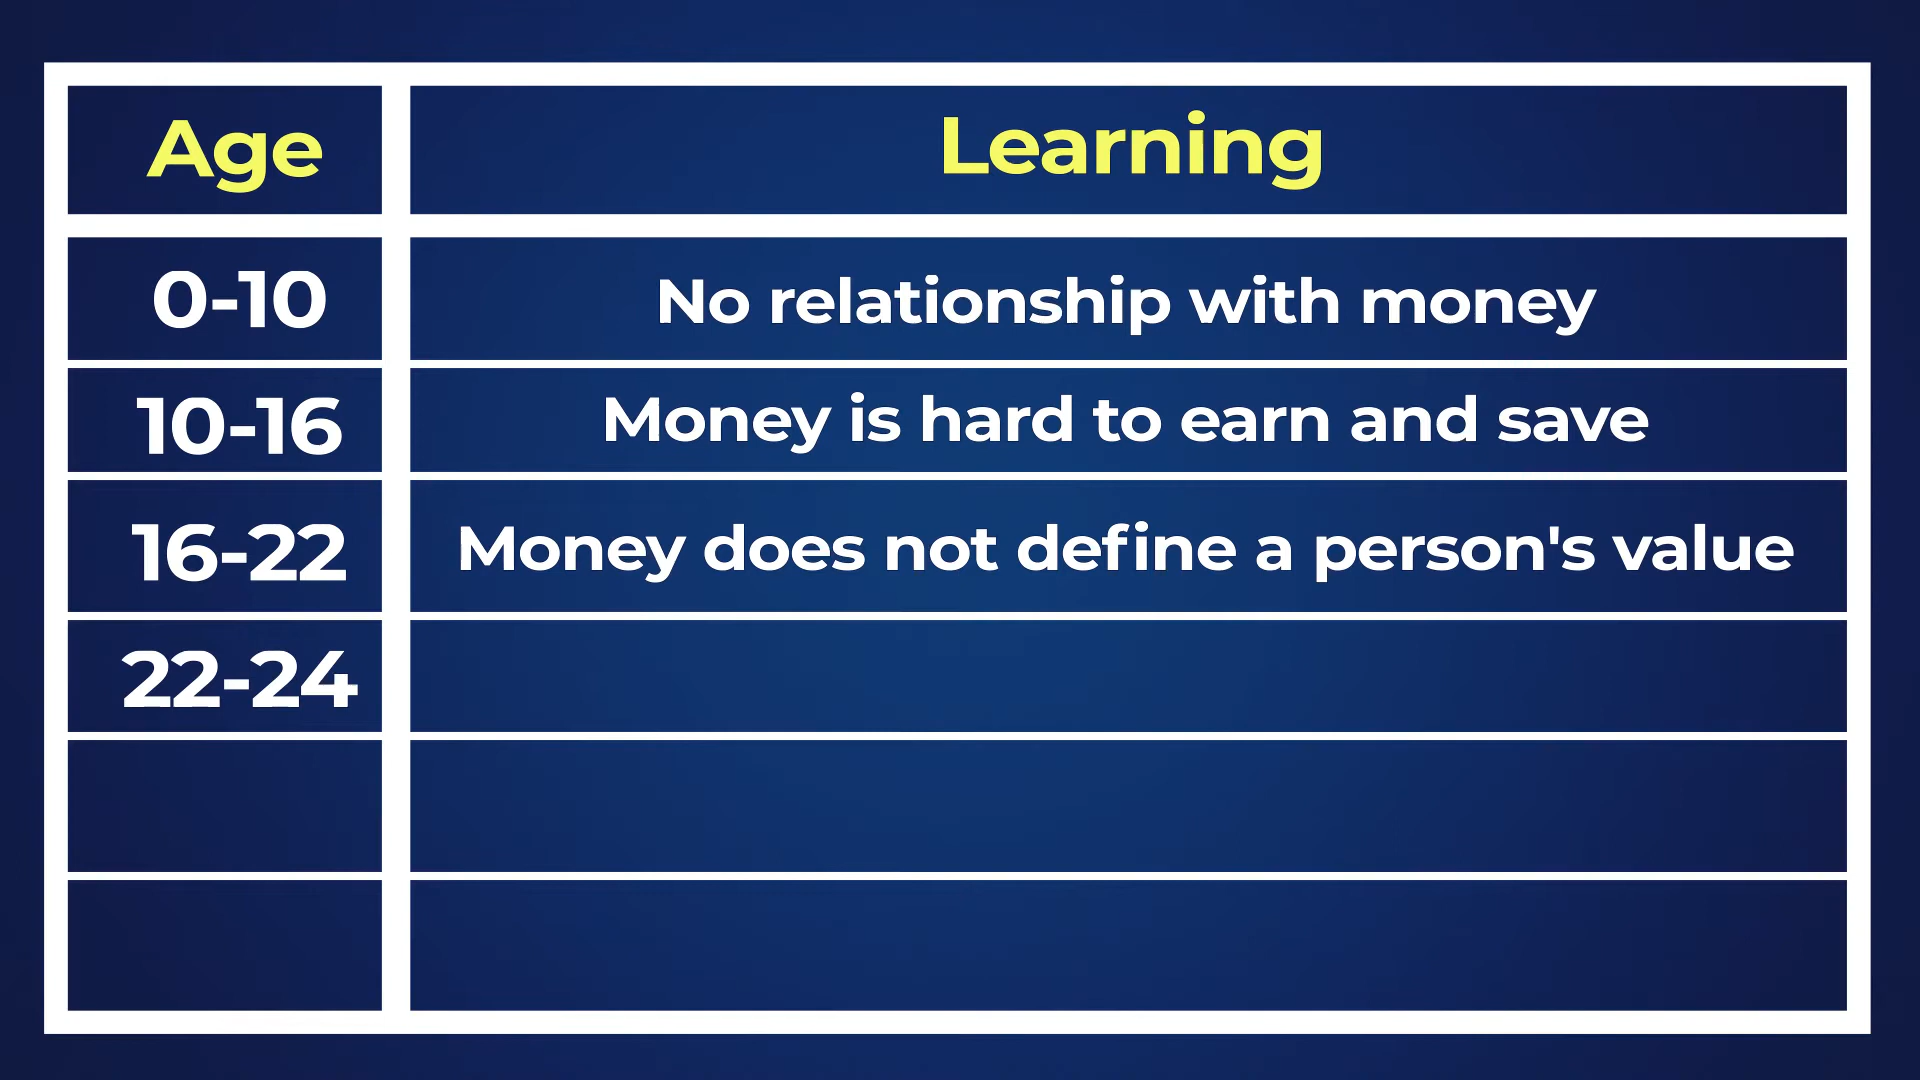 Age Learning
0-10 No relationship with money
10-16 Money is hard to earn and save
16-22 Money does not define a person's value
22-24